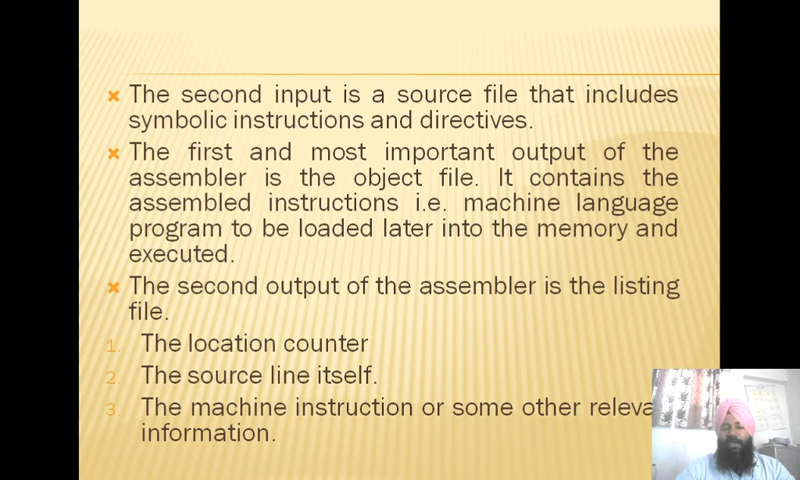 × The second input is a source file that includes
symbolic instructions and directives.
× The first and most important output of the
assembler is the object file. It contains the
assembled instructions i.e. machine language
program to be loaded later into the memory and
executed.
× The second output of the assembler is the listing
file.
1. The location counter
2. The source line itself.
3. The machine instruction or some other releva
information.